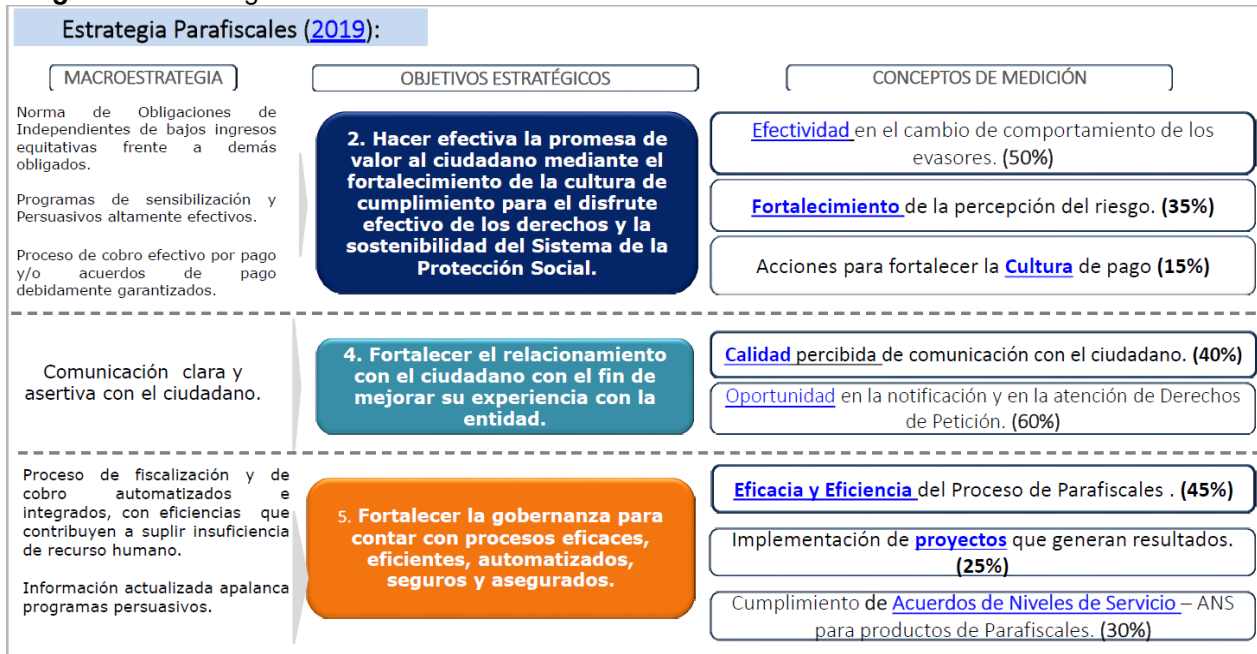 Estrategia Parafiscales (2019):
MACROESTRATEGIA
OBJETIVOS ESTRATÉGICOS
CONCEPTOS DE MEDICIÓN
Norma de Obligaciones de
Independientes de bajos ingresos
equitativas frente a demás
obligados.
Programas de sensibilización y
Persuasivos altamente efectivos.
Proceso de cobro efectivo por pago
y/o acuerdos de pago
debidamente garantizados.
2. Hacer efectiva la promesa de
valor al ciudadano mediante el
fortalecimiento de la cultura de
cumplimiento para el disfrute
efectivo de los derechos y la
sostenibilidad del Sistema de la
Protección Social.
Efectividad en el cambio de comportamiento de los
evasores. (50%)
Fortalecimiento de la percepción del riesgo. (35%)
Acciones para fortalecer la Cultura de pago (15%)
Comunicación clara y
asertiva con el ciudadano.
4. Fortalecer el relacionamiento
con el ciudadano con el fin de
mejorar su experiencia con la
entidad.
Calidad percibida de comunicación con el ciudadano. (40%)
Oportunidad en la notificación y en la atención de Derechos
de Petición. (60%)
Proceso de fiscalización y de
cobro automatizados e
integrados, con eficiencias que
contribuyen a suplir insuficiencia
de recurso humano.
Información actualizada apalanca
programas persuasivos.
5. Fortalecer la gobernanza para
contar con procesos eficaces,
eficientes, automatizados,
seguros y asegurados.
Eficacia y Eficiencia del Proceso de Parafiscales . (45%)
Implementación de proyectos que generan resultados.
(25%)
Cumplimiento de Acuerdos de Niveles de Servicio – ANS
para productos de Parafiscales. (30%)